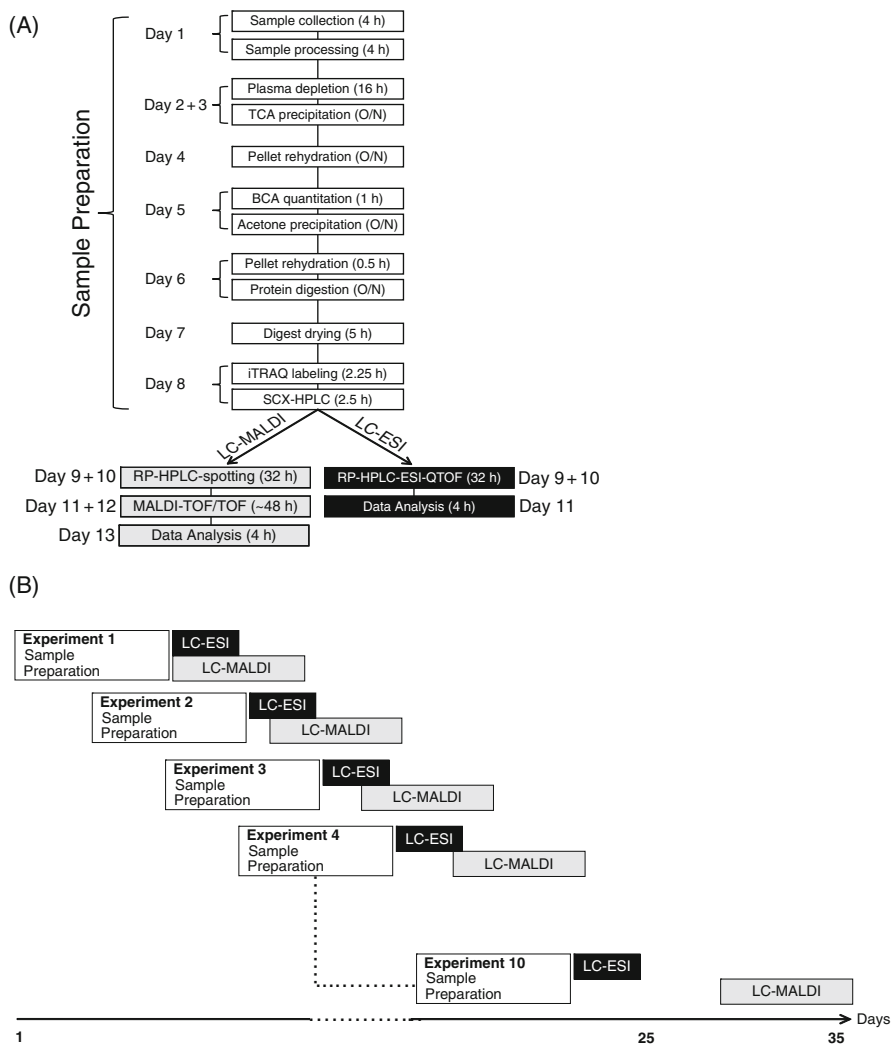 (A)
Sample Preparation
Day 1
Sample collection (4 h)
Sample processing (4 h)
Day 2 + 3
Plasma depletion (16 h)
TCA precipitation (O/N)
Day 4
Pellet rehydration (O/N)
Day 5
BCA quantitation (1 h)
Acetone precipitation (O/N)
Day 6
Pellet rehydration (0.5 h)
Protein digestion (O/N)
Day 7
Digest drying (5 h)
Day 8
iTRAQ labeling (2.25 h)
SCX-HPLC (2.5 h)
LC-MALDI
LC-ESI
Day 9 + 10
RP-HPLC-spotting (32 h)
RP-HPLC-ESI-QTOF (32 h)
Day 9 + 10
Day 11 + 12
MALDI-TOF/TOF (~48 h)
Data Analysis (4 h)
Day 11
Day 13
Data Analysis (4 h)
(B)
Experiment 1
Sample
Preparation
LC-ESI
LC-MALDI
Experiment 2
Sample
Preparation
LC-ESI
LC-MALDI
Experiment 3
Sample
Preparation
LC-ESI
LC-MALDI
Experiment 4
Sample
Preparation
LC-ESI
LC-MALDI
Experiment 10
Sample
Preparation
LC-ESI
LC-MALDI
Days
1
25
35